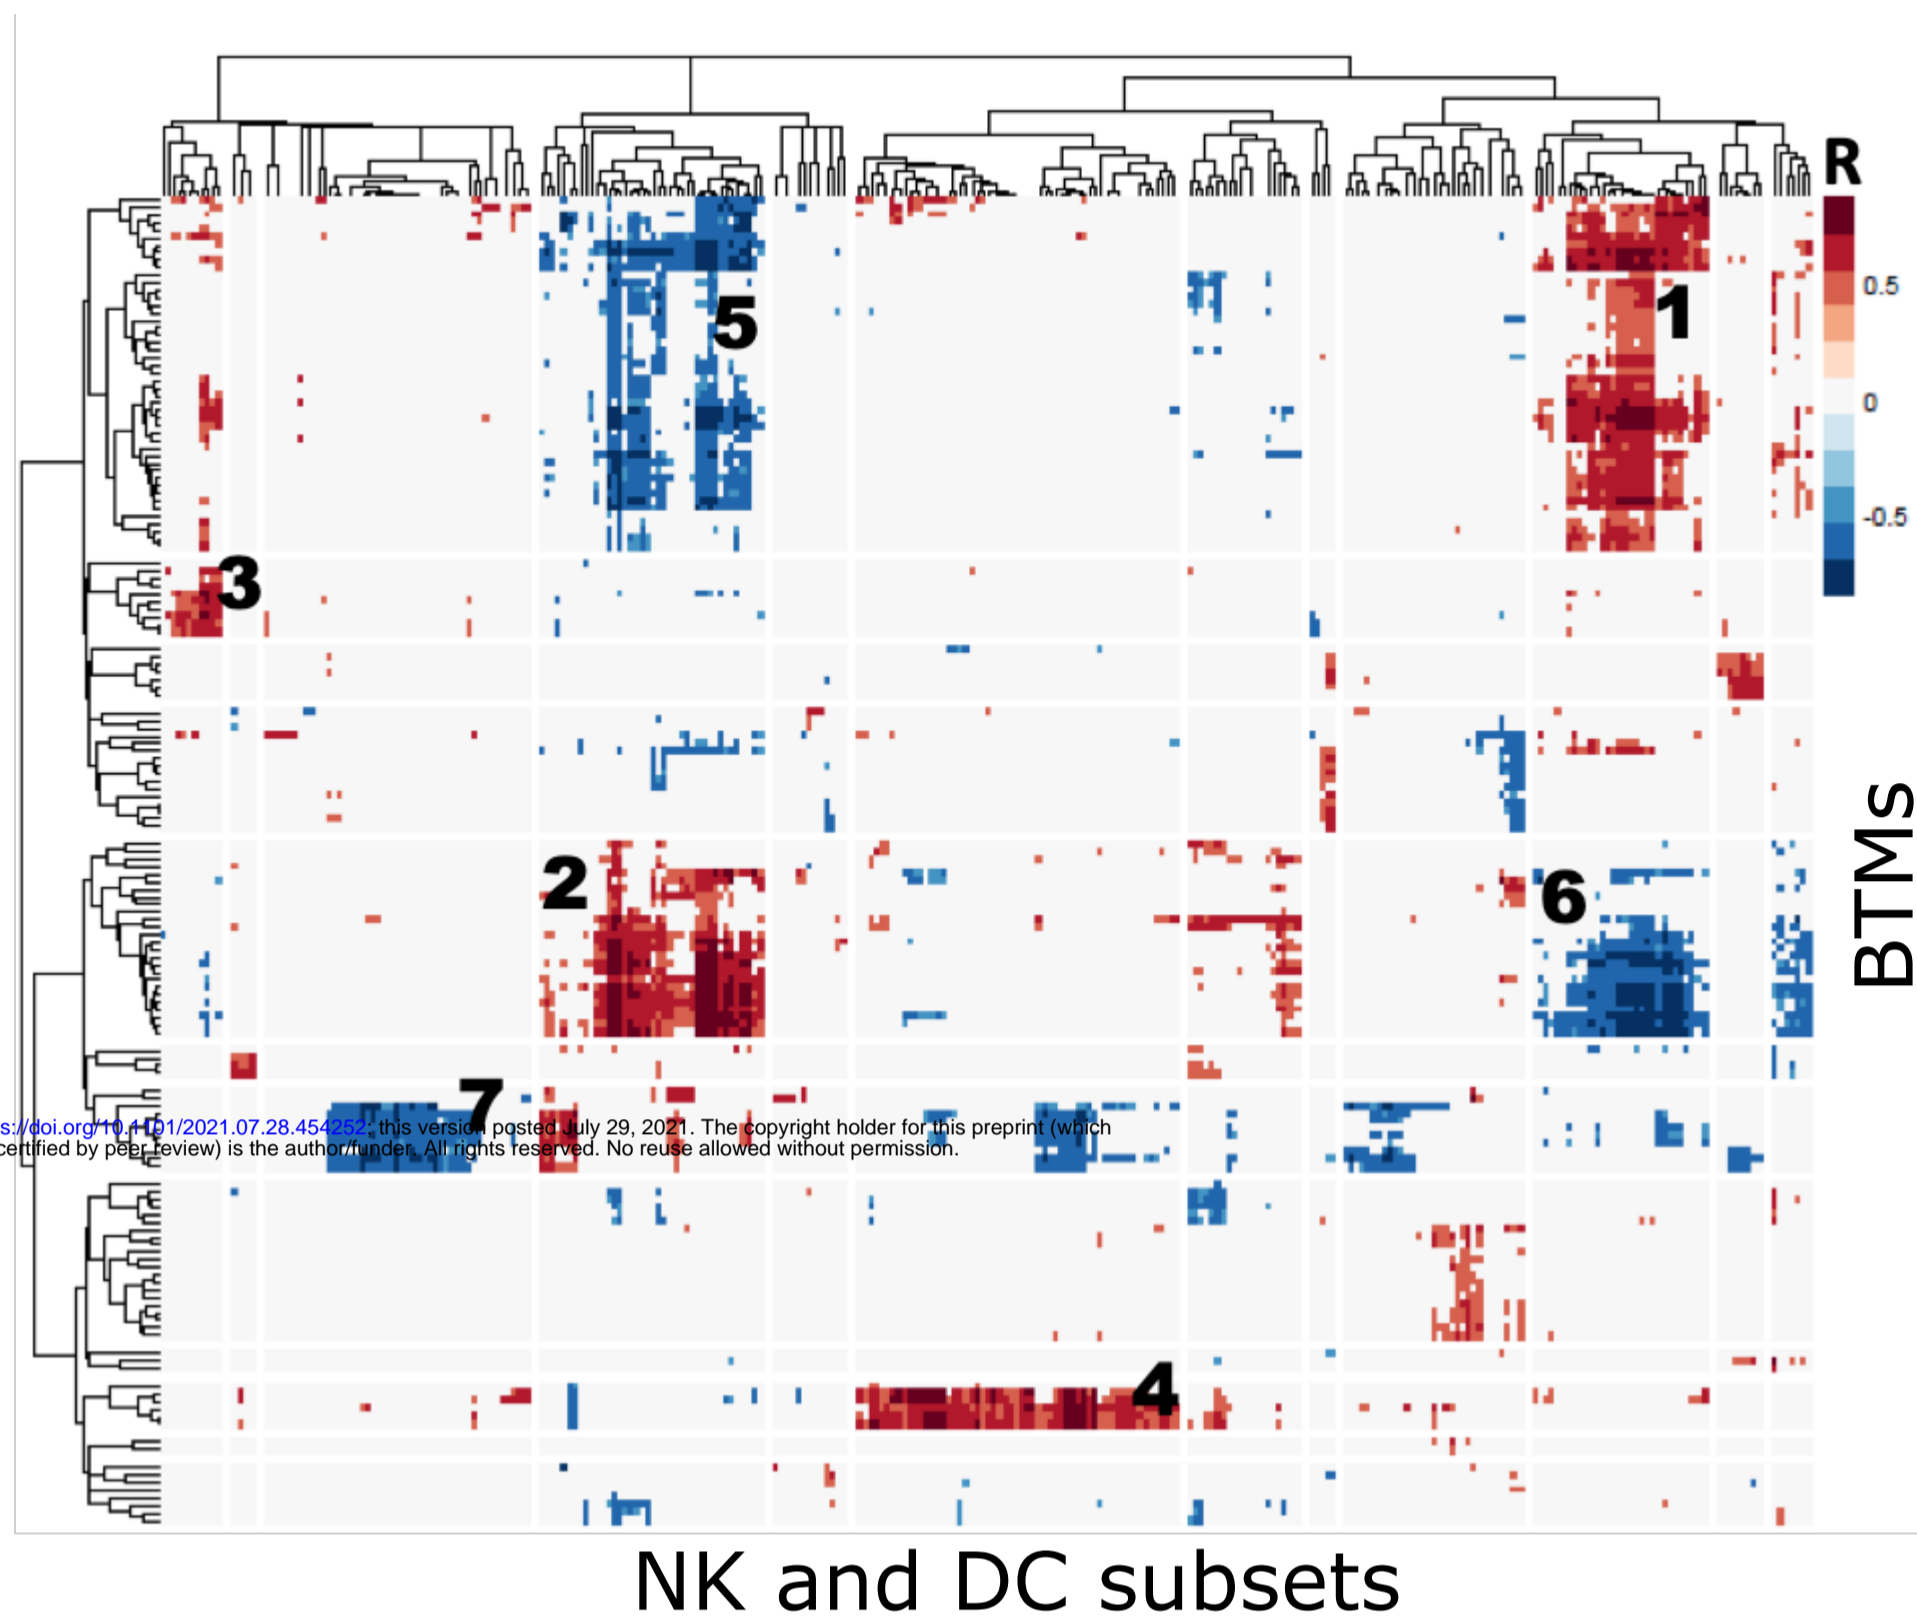 R
0.5
0
-0.5
5
1
3
2
6
7
4
s://doi.org/10.1101/2021.07.28.454252; this version posted July 29, 2021. The copyright holder for this preprint (which
certified by peer review) is the author/funder. All rights reserved. No reuse allowed without permission.
BTMs
NK and DC subsets